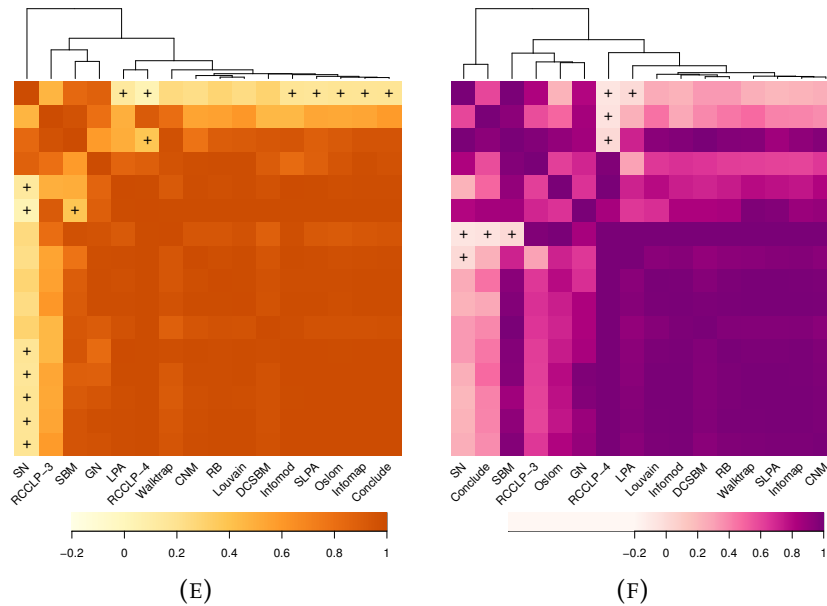 + + + + + + +
+ +
+ +
+
+ +
+ + + +
+
+
+
+
+
+
SN RCCLP−3 SBM GN LPA RCCLP−4 Walktrap CNM RB Louvain DCSBM Infomod SLPA Oslom Infomap Conclude
SN Conclude SBM RCCLP−3 Oslom GN RCCLP−4 LPA Louvain Infomod DCSBM RB Walktrap SLPA Infomap CNM
−0.2 0 0.2 0.4 0.6 0.8 1
−0.2 0 0.2 0.4 0.6 0.8 1
(E)
(F)